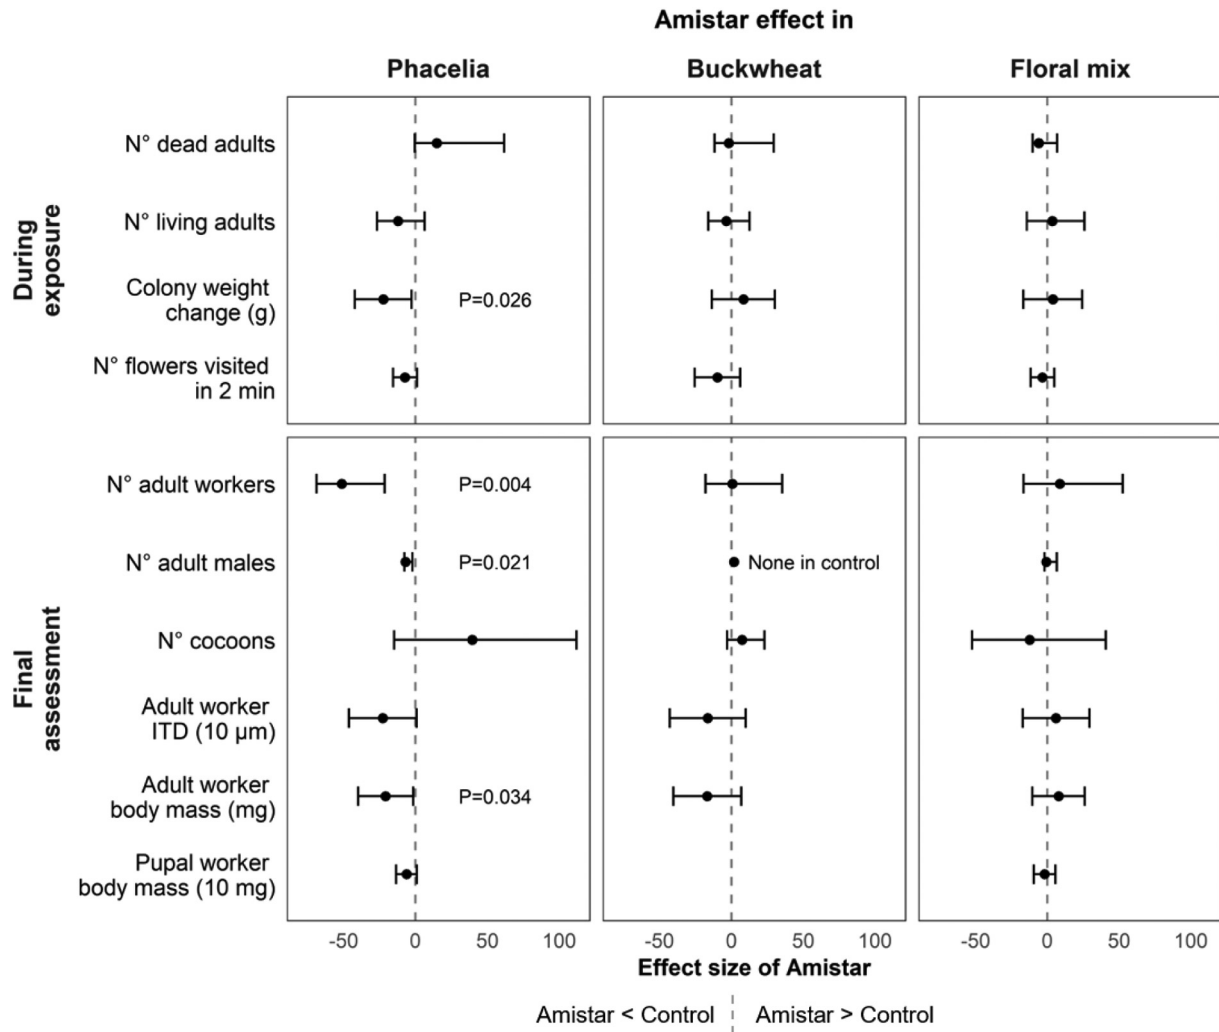 Amistar effect in
Phacelia
Buckwheat
Floral mix
During
exposure
N° dead adults
N° living adults
Colony weight
change (g)
P=0.026
N° flowers visited
in 2 min
Final
assessment
N° adult workers
P=0.004
N° adult males
P=0.021
None in control
N° cocoons
Adult worker
ITD (10 µm)
Adult worker
body mass (mg)
P=0.034
Pupal worker
body mass (10 mg)
-50 0 50 100
-50 0 50 100
-50 0 50 100
Effect size of Amistar
Amistar < Control
Amistar > Control